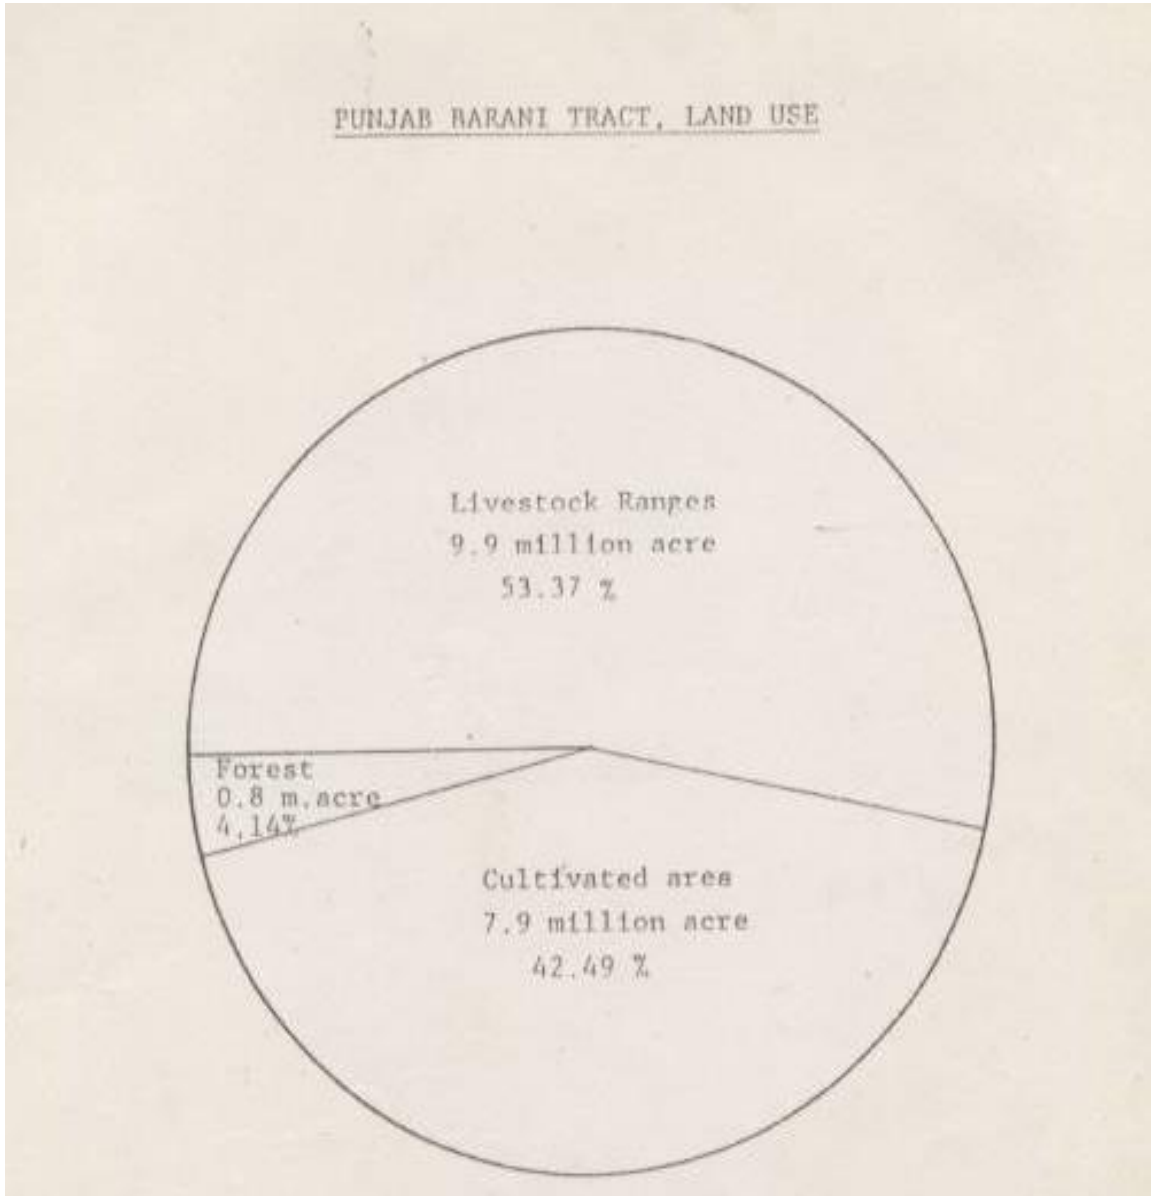 PUNJAB BARANI TRACT, LAND USE
Livestock Ranges
9.9 million acre
53.37 %
Forest
0.8 m.acre
4,14%
Cultivated area
7.9 million acre
42.49 %